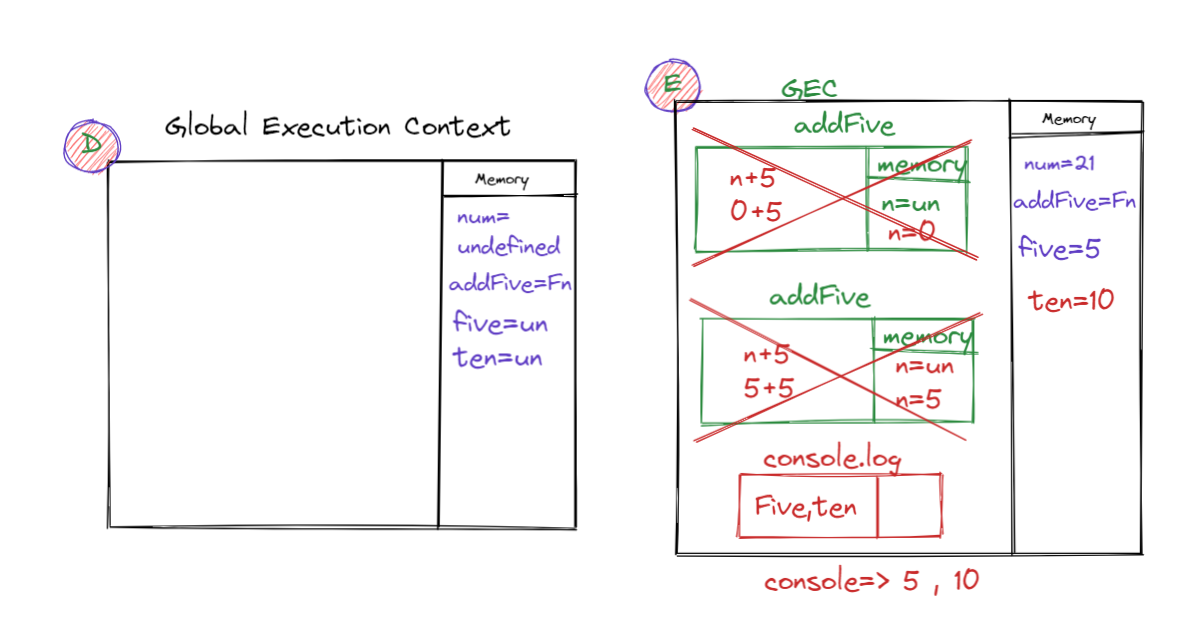 D
Global Execution Context
Memory
num=
undefined
addFive=Fn
five=un
ten=un
E
GEC
addFive
n+5
0+5
memory
n=un
n=0
addFive
n+5
5+5
memory
n=un
n=5
console.log
Five,ten
Memory
num=21
addFive=Fn
five=5
ten=10
console=> 5 , 10